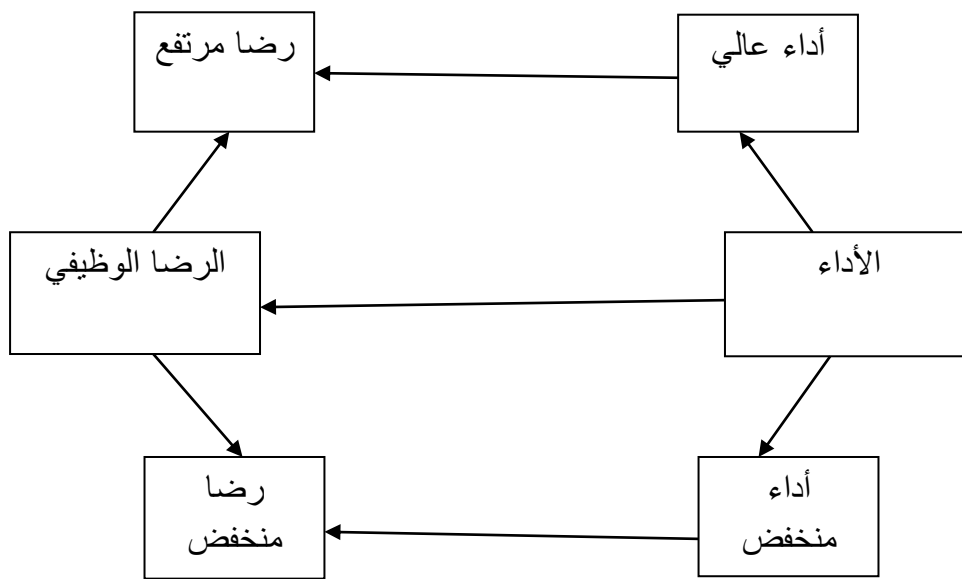 أداء عالي
رضا مرتفع
الأداء
الرضا الوظيفي
أداء
منخفض
رضا
منخفض